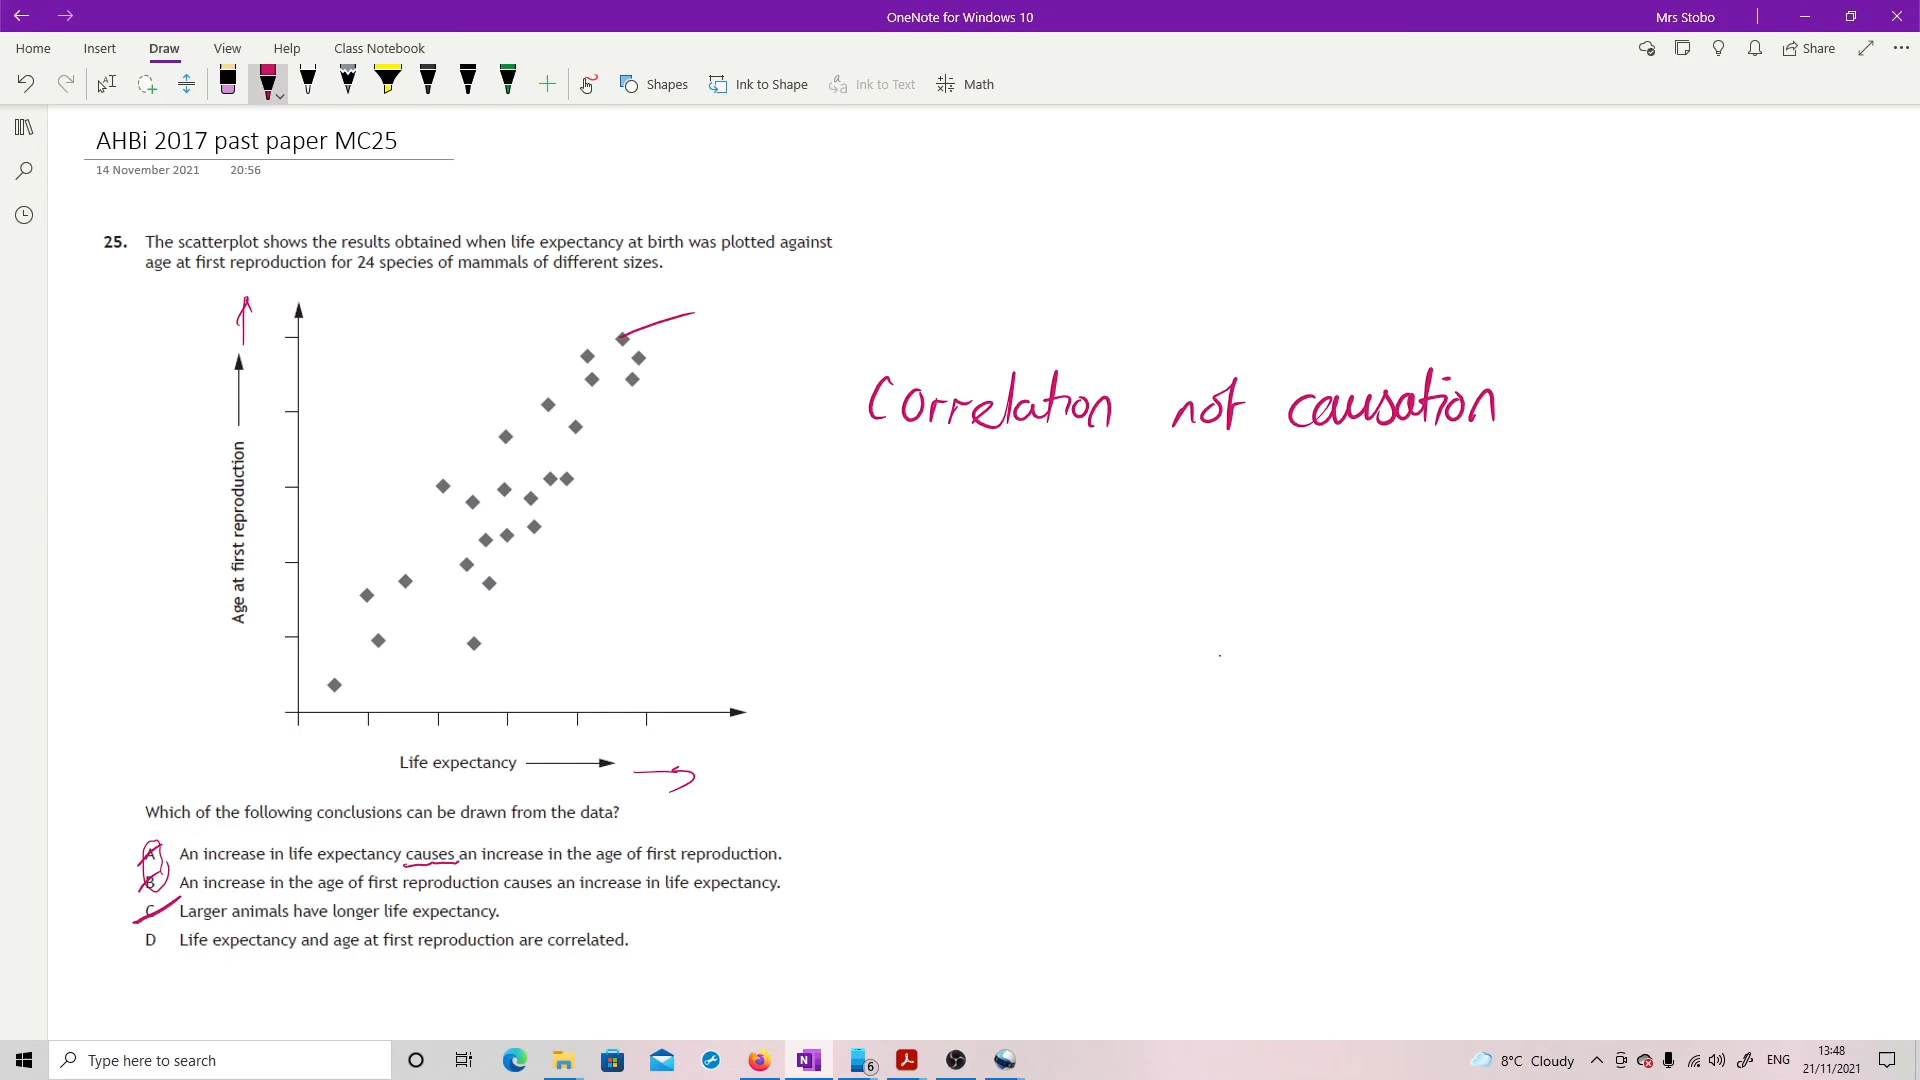 OneNote for Windows 10
Mrs Stobo
Home Insert Draw View Help Class Notebook
Share
Shapes Ink to Shape Ink to Text Math
AHBi 2017 past paper MC25
14 November 2021 20:56
25. The scatterplot shows the results obtained when life expectancy at birth was plotted against
age at first reproduction for 24 species of mammals of different sizes.
Age at first reproduction
Correlation not causation
Life expectancy
Which of the following conclusions can be drawn from the data?
A An increase in life expectancy causes an increase in the age of first reproduction.
B An increase in the age of first reproduction causes an increase in life expectancy.
C Larger animals have longer life expectancy.
D Life expectancy and age at first reproduction are correlated.
Type here to search
6
8°C Cloudy
ENG
13:48
21/11/2021